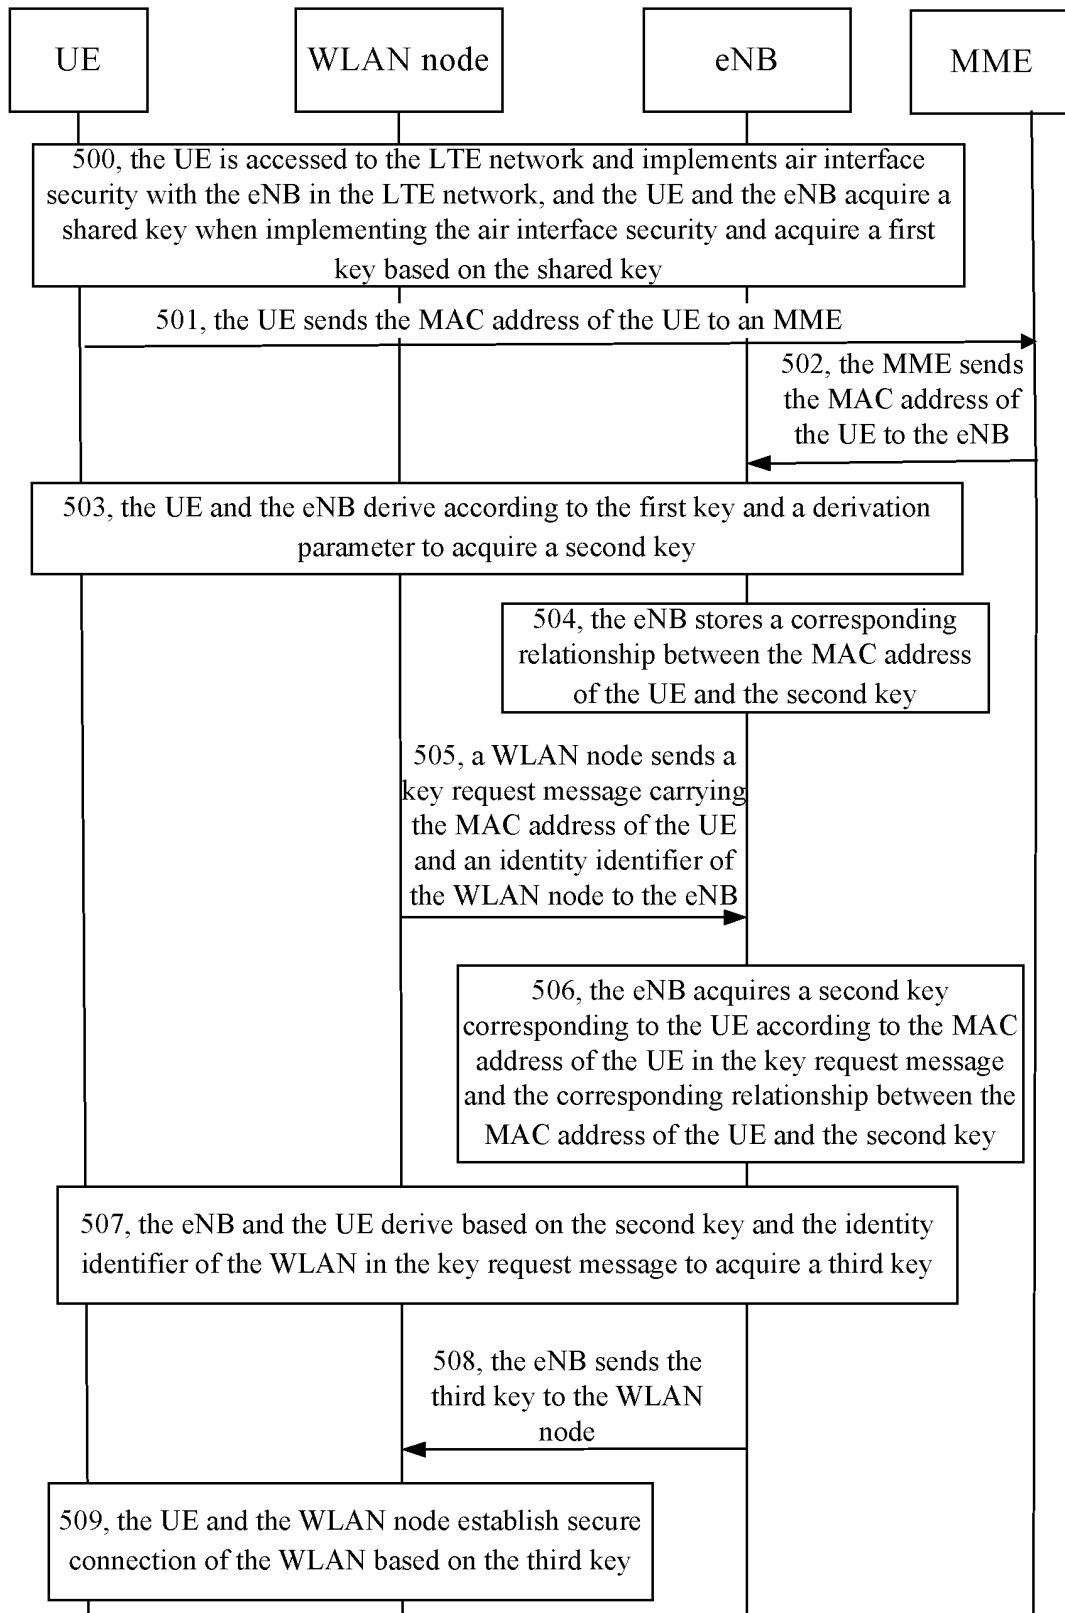 UE
WLAN node
eNB
MME
500, the UE is accessed to the LTE network and implements air interface
security with the eNB in the LTE network, and the UE and the eNB acquire a
shared key when implementing the air interface security and acquire a first
key based on the shared key
501, the UE sends the MAC address of the UE to an MME
502, the MME sends
the MAC address of
the UE to the eNB
503, the UE and the eNB derive according to the first key and a derivation
parameter to acquire a second key
504, the eNB stores a corresponding
relationship between the MAC address
of the UE and the second key
505, a WLAN node sends a
key request message carrying
the MAC address of the UE
and an identity identifier of
the WLAN node to the eNB
506, the eNB acquires a second key
corresponding to the UE according to the MAC
address of the UE in the key request message
and the corresponding relationship between the
MAC address of the UE and the second key
507, the eNB and the UE derive based on the second key and the identity
identifier of the WLAN in the key request message to acquire a third key
508, the eNB sends the
third key to the WLAN
node
509, the UE and the WLAN node establish secure
connection of the WLAN based on the third key